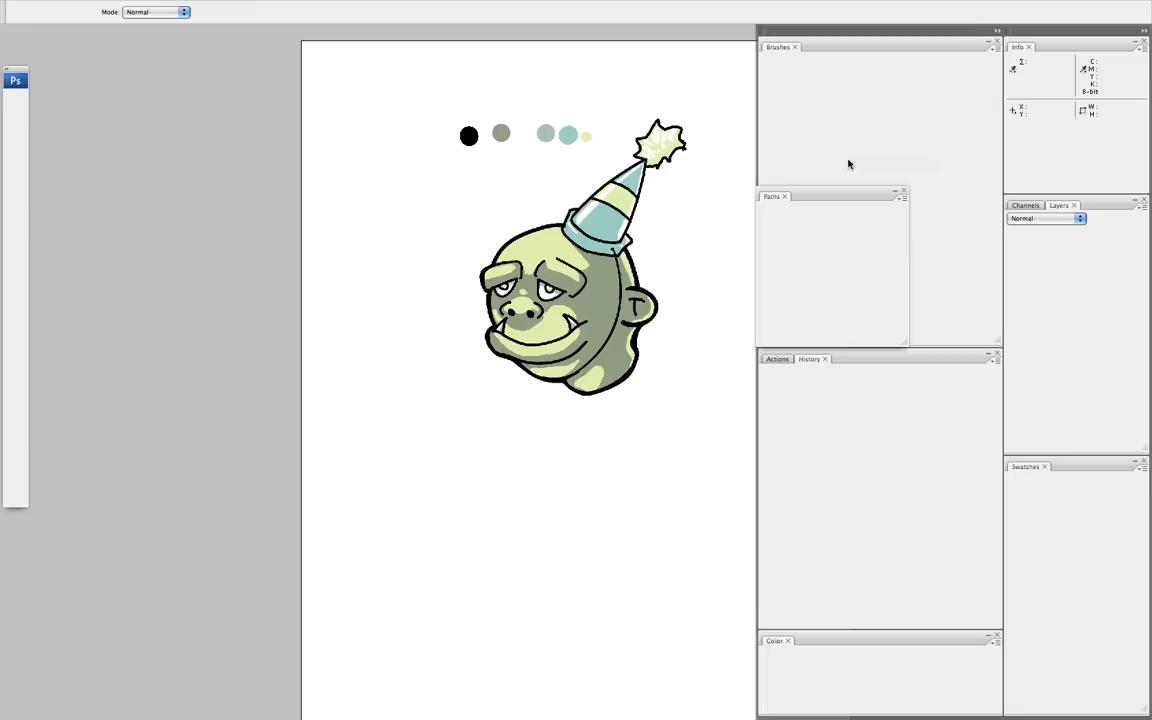 Mode: Normal
Ps
Brushes
Info
C:
M:
Y:
K:
8-bit
X:
Y:
W:
H:
Paths
Channels Layers
Normal
Actions History
Swatches
Color